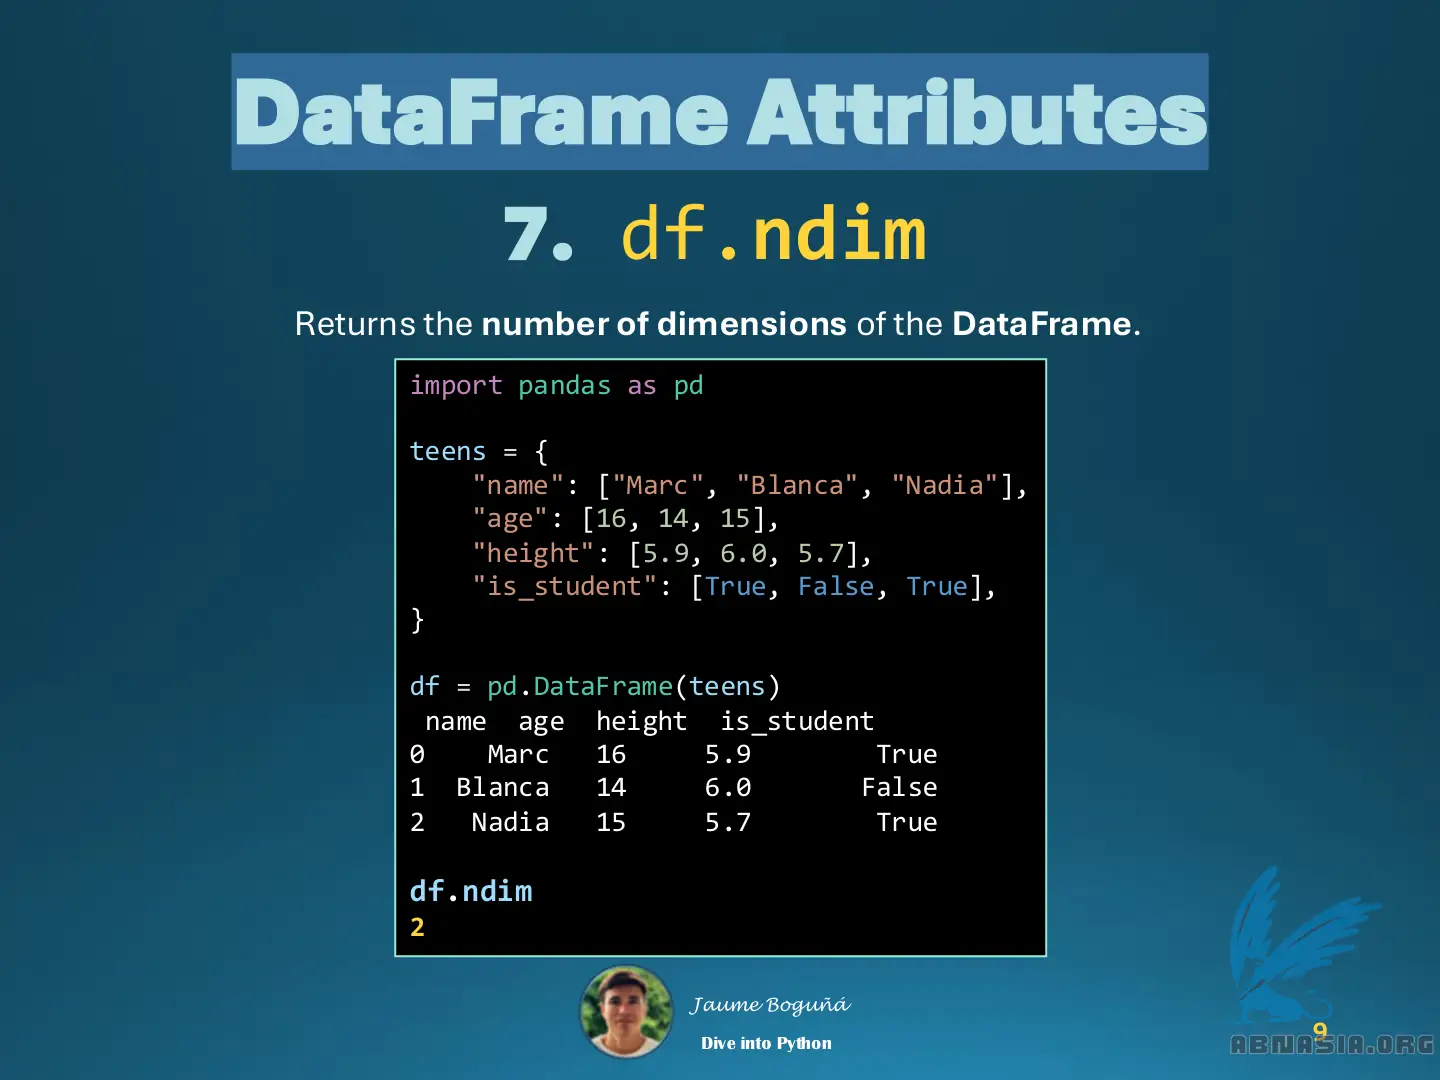 DataFrame Attributes
7. df.ndim
Returns the number of dimensions of the DataFrame.
import pandas as pd
teens = {
    "name": ["Marc", "Blanca", "Nadia"],
    "age": [16, 14, 15],
    "height": [5.9, 6.0, 5.7],
    "is_student": [True, False, True],
}
df = pd.DataFrame(teens)
 name  age  height  is_student
0    Marc   16     5.9        True
1  Blanca   14     6.0       False
2   Nadia   15     5.7        True
df.ndim
2
Jaume Boguñá
Dive into Python
9
ABNASIA.ORG